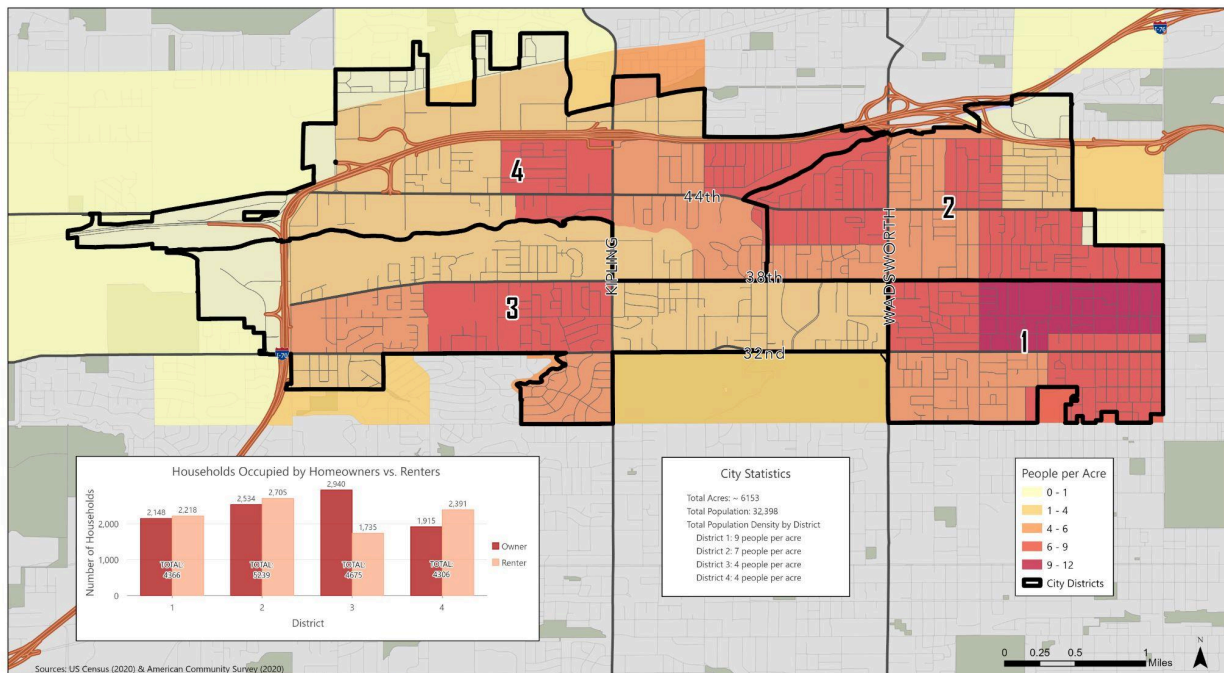 70
4
44th
2
WADSWORTH
KIPLING
38th
3
1
32nd
I-70
Households Occupied by Homeowners vs. Renters
Number of Households
2,000
1,000
0
2,148
2,218
2,534
2,705
2,940
1,735
1,915
2,391
TOTAL:
4366
TOTAL:
5239
TOTAL:
4675
TOTAL:
4306
1
2
3
4
District
Owner
Renter
City Statistics
Total Acres: ~ 6153
Total Population: 32,398
Total Population Density by District
District 1: 9 people per acre
District 2: 7 people per acre
District 3: 4 people per acre
District 4: 4 people per acre
People per Acre
0 - 1
1 - 4
4 - 6
6 - 9
9 - 12
City Districts
N
0 0.25 0.5 1
Miles
Sources: US Census (2020) & American Community Survey (2020)